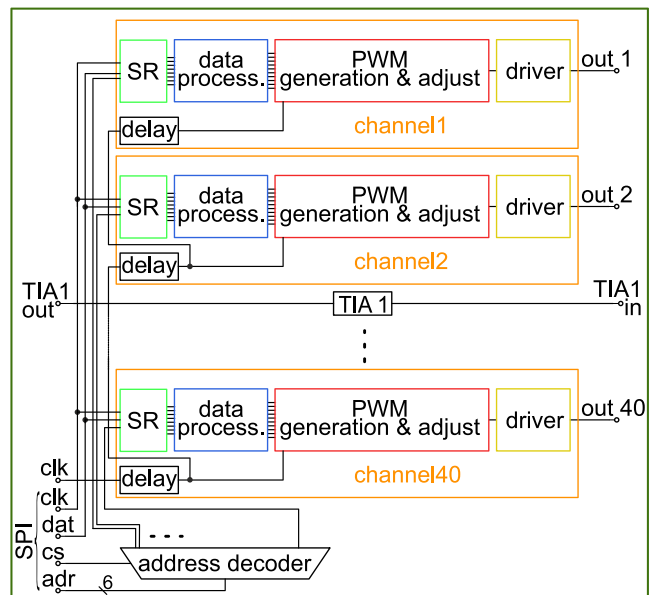 SR
data
process.
PWM
generation & adjust
driver
out 1
delay
channel1
SR
data
process.
PWM
generation & adjust
driver
out 2
delay
channel2
TIA1
out
TIA 1
TIA1
in
SR
data
process.
PWM
generation & adjust
driver
out 40
clk
delay
channel40
SPI
clk
dat
cs
adr
6
address decoder